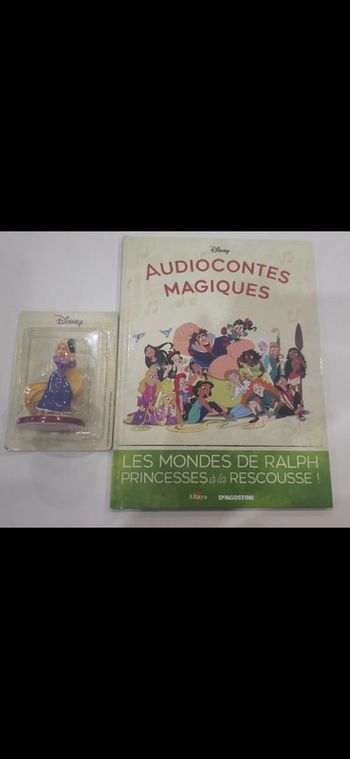 Disney
AUDIOCONTES
MAGIQUES
Disney
LES MONDES DE RALPH
PRINCESSES à la RESCOUSSE !
Altaya DeAGOSTINI